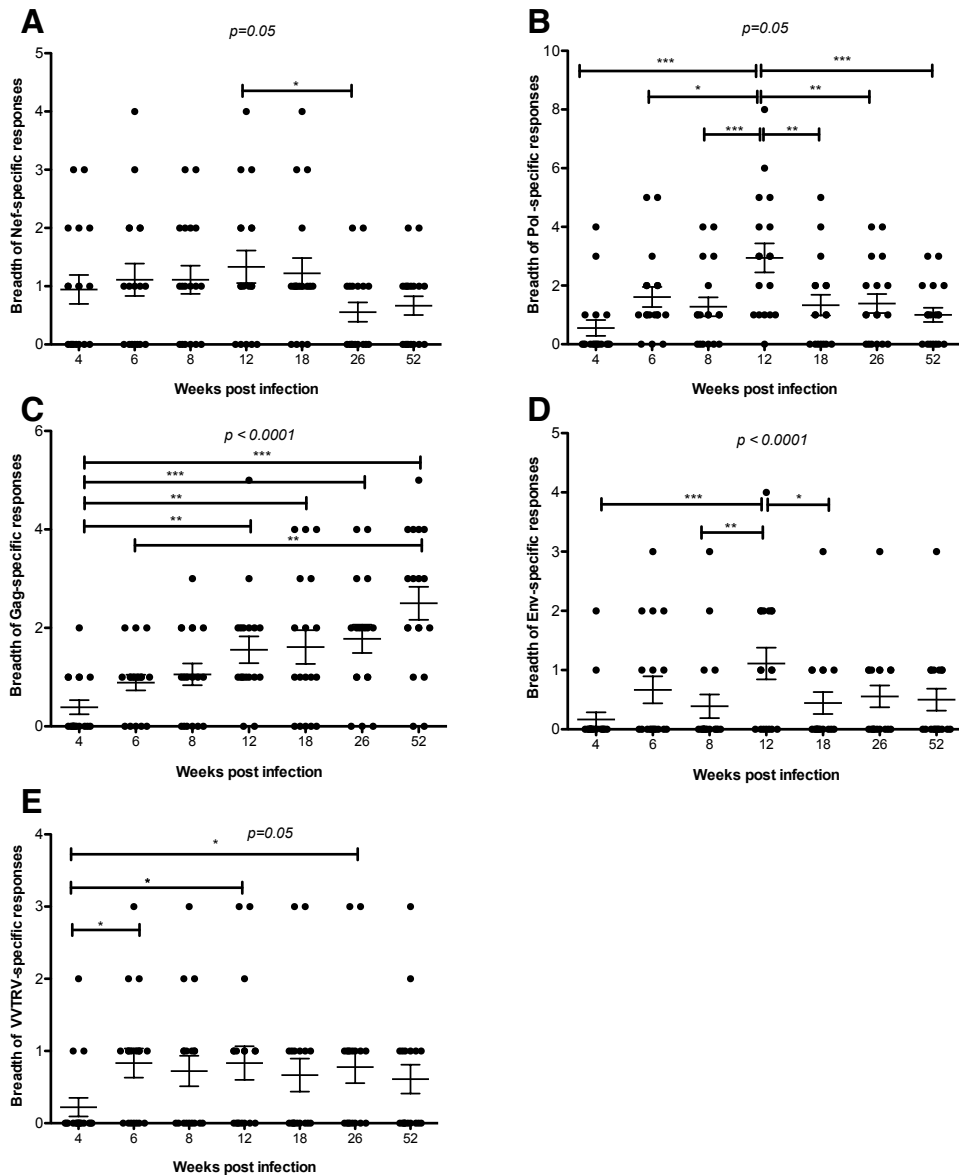 A
p=0.05
Breadth of Nef-specific responses
5
4
3
2
1
0
*
4 6 8 12 18 26 52
Weeks post infection
B
p=0.05
Breadth of Pol-specific responses
10
8
6
4
2
0
*** ***
* **
*** **
4 6 8 12 18 26 52
Weeks post infection
C
p < 0.0001
Breadth of Gag-specific responses
6
4
2
0
***
***
**
**
**
4 6 8 12 18 26 52
Weeks post infection
D
p < 0.0001
Breadth of Env-specific responses
5
4
3
2
1
0
*** *
**
4 6 8 12 18 26 52
Weeks post infection
E
p=0.05
Breadth of VVTRV-specific responses
4
3
2
1
0
*
*
*
4 6 8 12 18 26 52
Weeks post infection